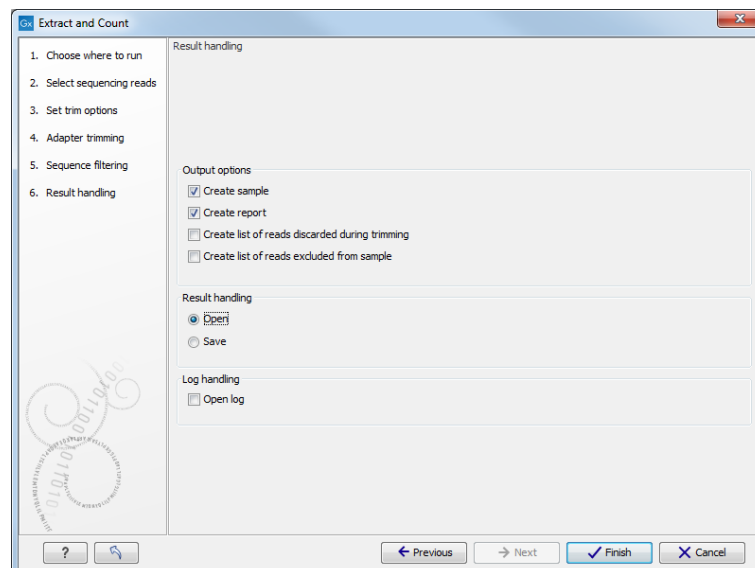 Gx Extract and Count
1. Choose where to run
2. Select sequencing reads
3. Set trim options
4. Adapter trimming
5. Sequence filtering
6. Result handling
Result handling
Output options
Create sample
Create report
Create list of reads discarded during trimming
Create list of reads excluded from sample
Result handling
Open
Save
Log handling
Open log
? Previous Next Finish Cancel